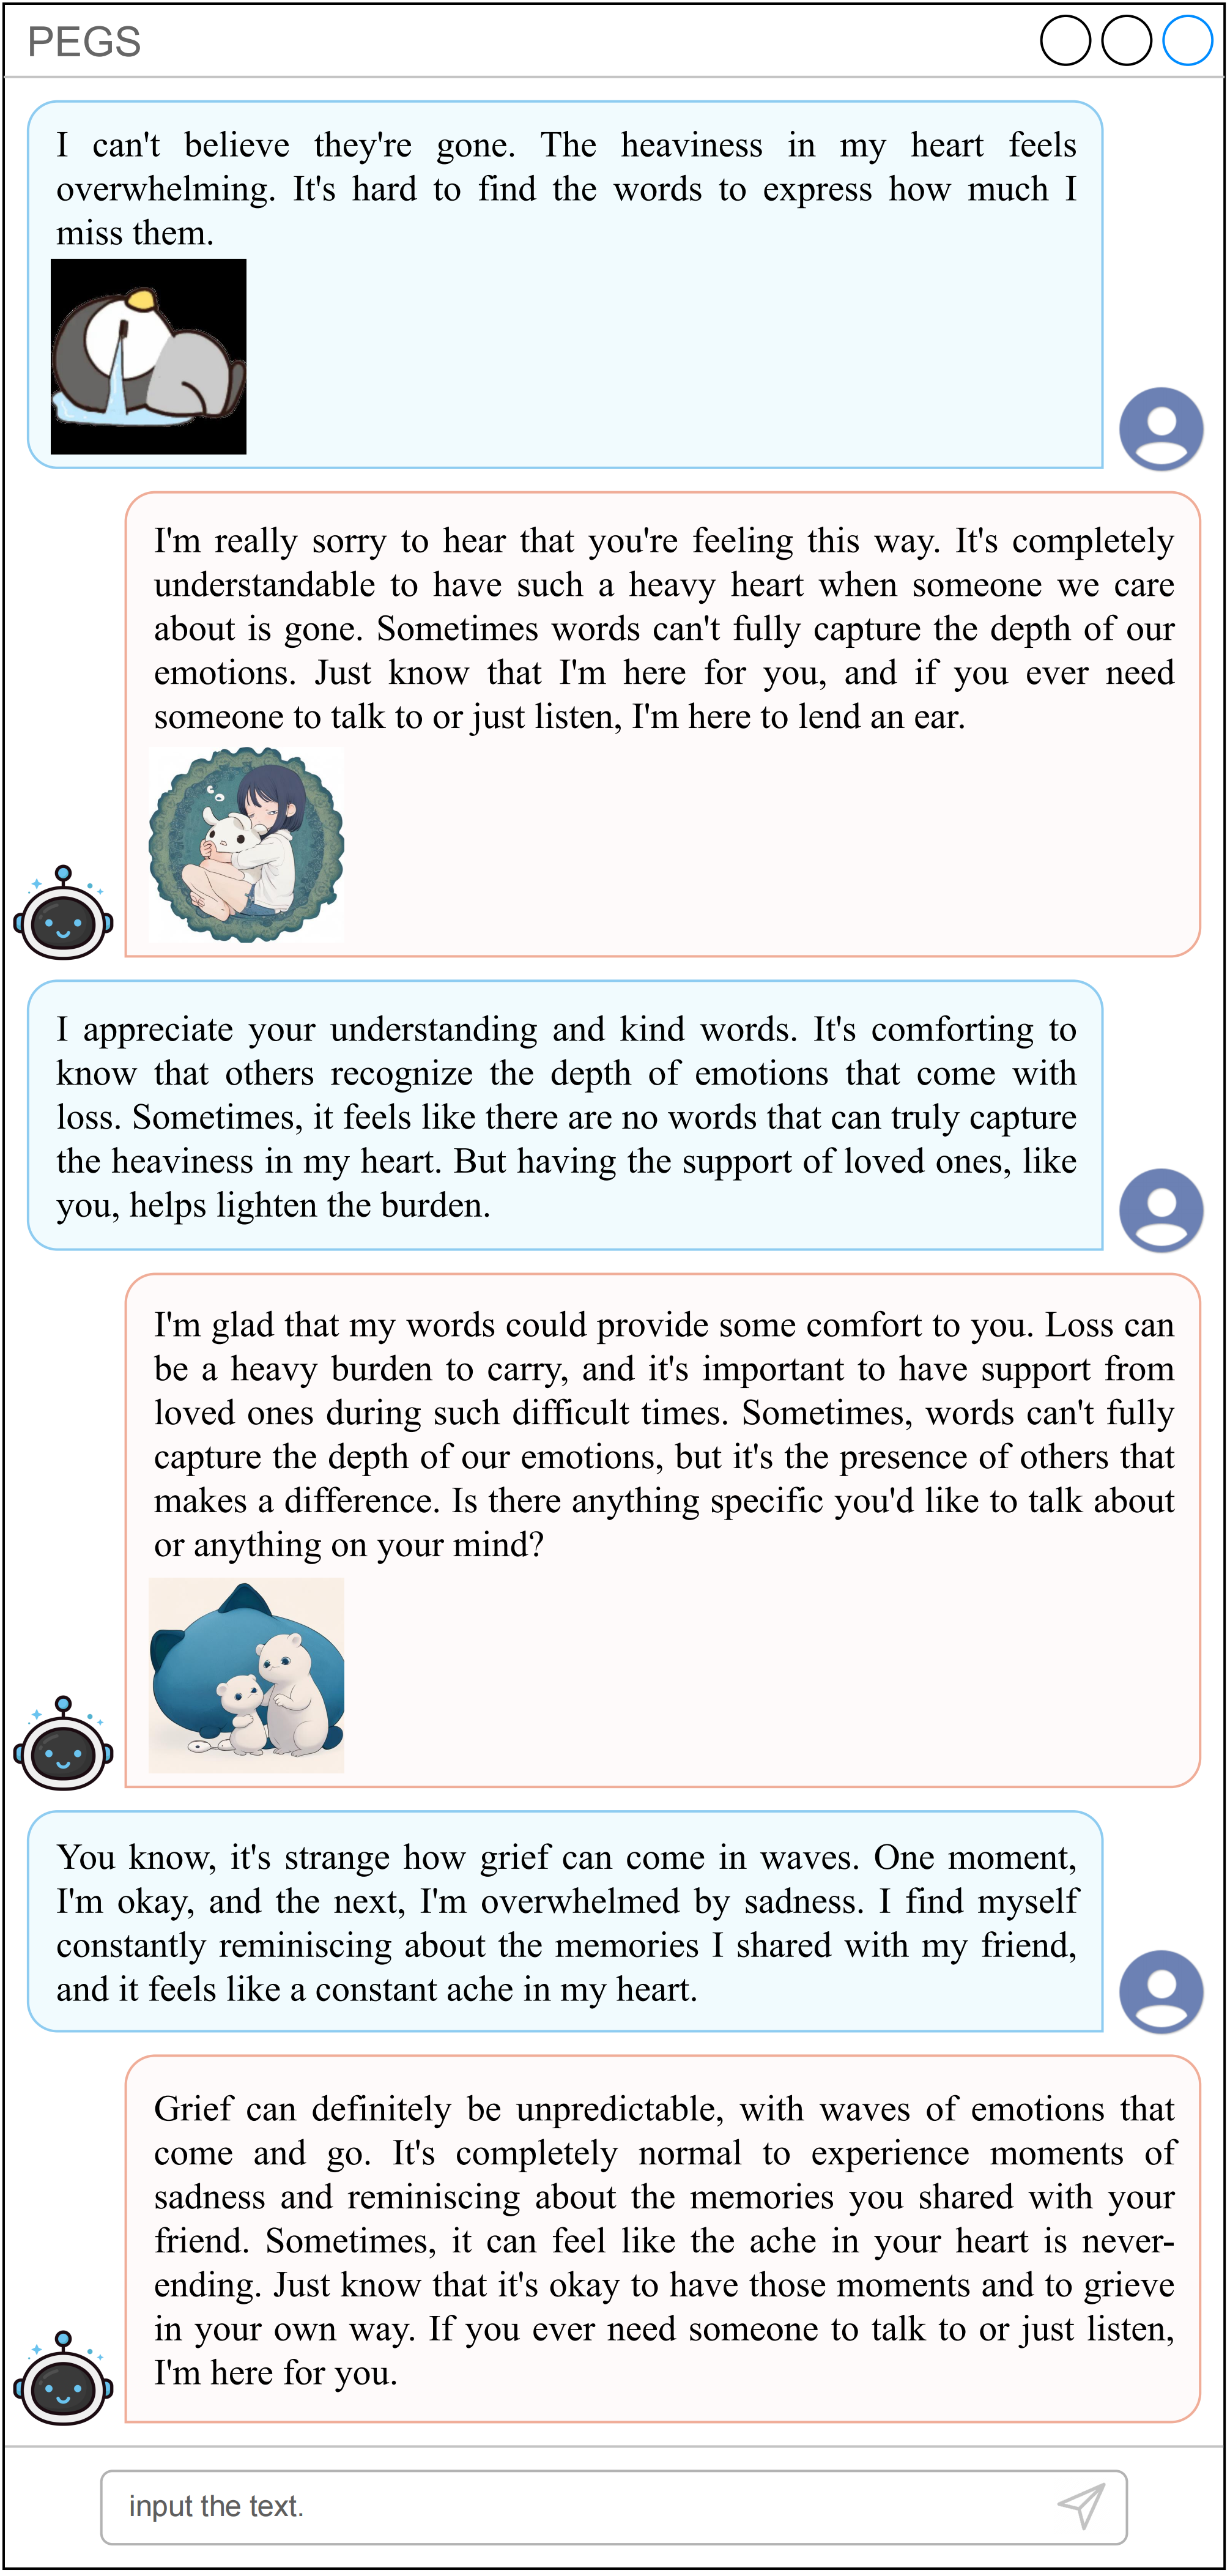 PEGS
I can't believe they're gone. The heaviness in my heart feels
overwhelming. It's hard to find the words to express how much I
miss them.
I'm really sorry to hear that you're feeling this way. It's completely
understandable to have such a heavy heart when someone we care
about is gone. Sometimes words can't fully capture the depth of our
emotions. Just know that I'm here for you, and if you ever need
someone to talk to or just listen, I'm here to lend an ear.
I appreciate your understanding and kind words. It's comforting to
know that others recognize the depth of emotions that come with
loss. Sometimes, it feels like there are no words that can truly capture
the heaviness in my heart. But having the support of loved ones, like
you, helps lighten the burden.
I'm glad that my words could provide some comfort to you. Loss can
be a heavy burden to carry, and it's important to have support from
loved ones during such difficult times. Sometimes, words can't fully
capture the depth of our emotions, but it's the presence of others that
makes a difference. Is there anything specific you'd like to talk about
or anything on your mind?
You know, it's strange how grief can come in waves. One moment,
I'm okay, and the next, I'm overwhelmed by sadness. I find myself
constantly reminiscing about the memories I shared with my friend,
and it feels like a constant ache in my heart.
Grief can definitely be unpredictable, with waves of emotions that
come and go. It's completely normal to experience moments of
sadness and reminiscing about the memories you shared with your
friend. Sometimes, it can feel like the ache in your heart is never-
ending. Just know that it's okay to have those moments and to grieve
in your own way. If you ever need someone to talk to or just listen,
I'm here for you.
input the text.